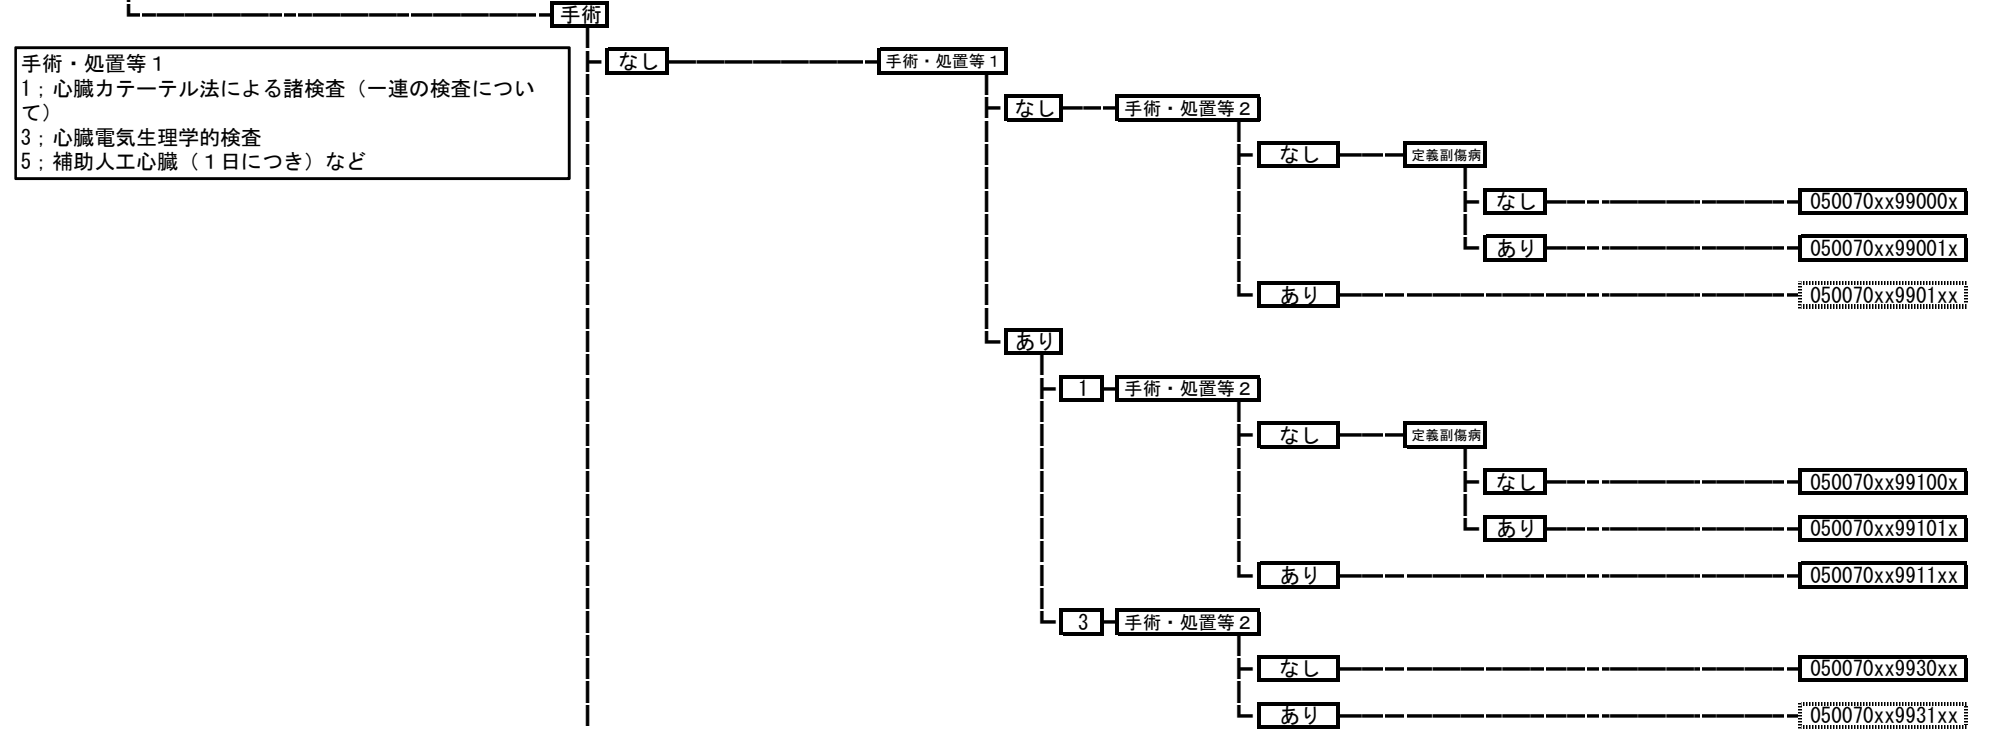 手術
手術・処置等１
1；心臓カテーテル法による諸検査（一連の検査につい
て）
3；心臓電気生理学的検査
5；補助人工心臓（１日につき）など
なし
手術・処置等１
なし
手術・処置等２
なし
定義副傷病
なし
050070xx99000x
あり
050070xx99001x
あり
050070xx9901xx
あり
1
手術・処置等２
なし
定義副傷病
なし
050070xx99100x
あり
050070xx99101x
あり
050070xx9911xx
3
手術・処置等２
なし
050070xx9930xx
あり
050070xx9931xx